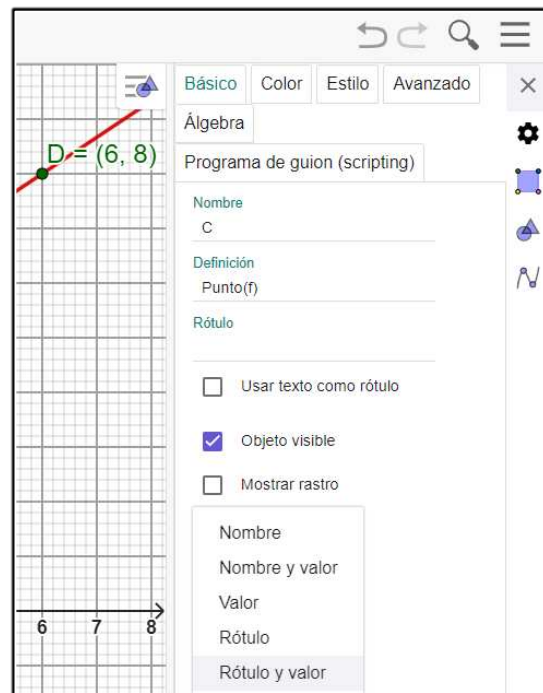 Básico Color Estilo Avanzado
Álgebra
Programa de guion (scripting)
D = (6, 8)
Nombre
C
Definición
Punto(f)
Rótulo
Usar texto como rótulo
Objeto visible
Mostrar rastro
Nombre
Nombre y valor
Valor
Rótulo
Rótulo y valor
6 7 8